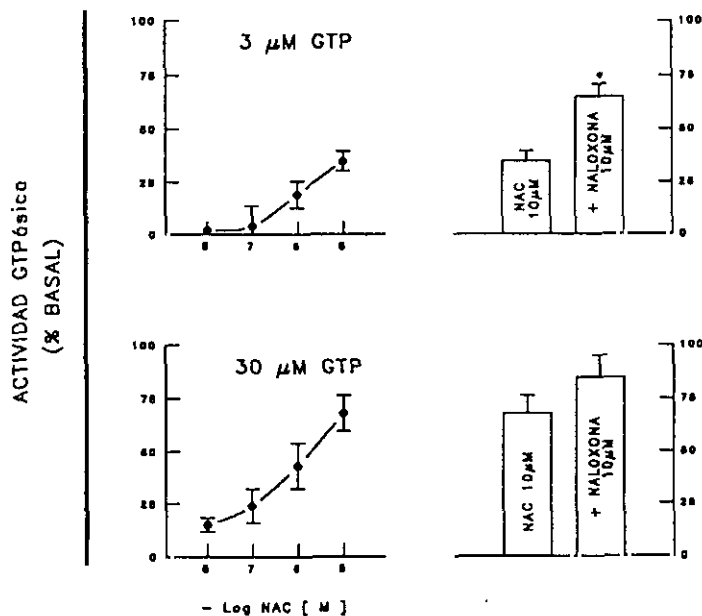 ACTIVIDAD GTPásica
(% BASAL)
3 µM GTP
100
75
50
25
0
8 7 6 5
NAC
10µM
+ NALOXONA
10µM
*
100
75
50
25
0
30 µM GTP
100
75
50
25
0
8 7 6 5
NAC 10µM
+ NALOXONA
10µM
100
75
50
25
0
- Log NAC [ M ]